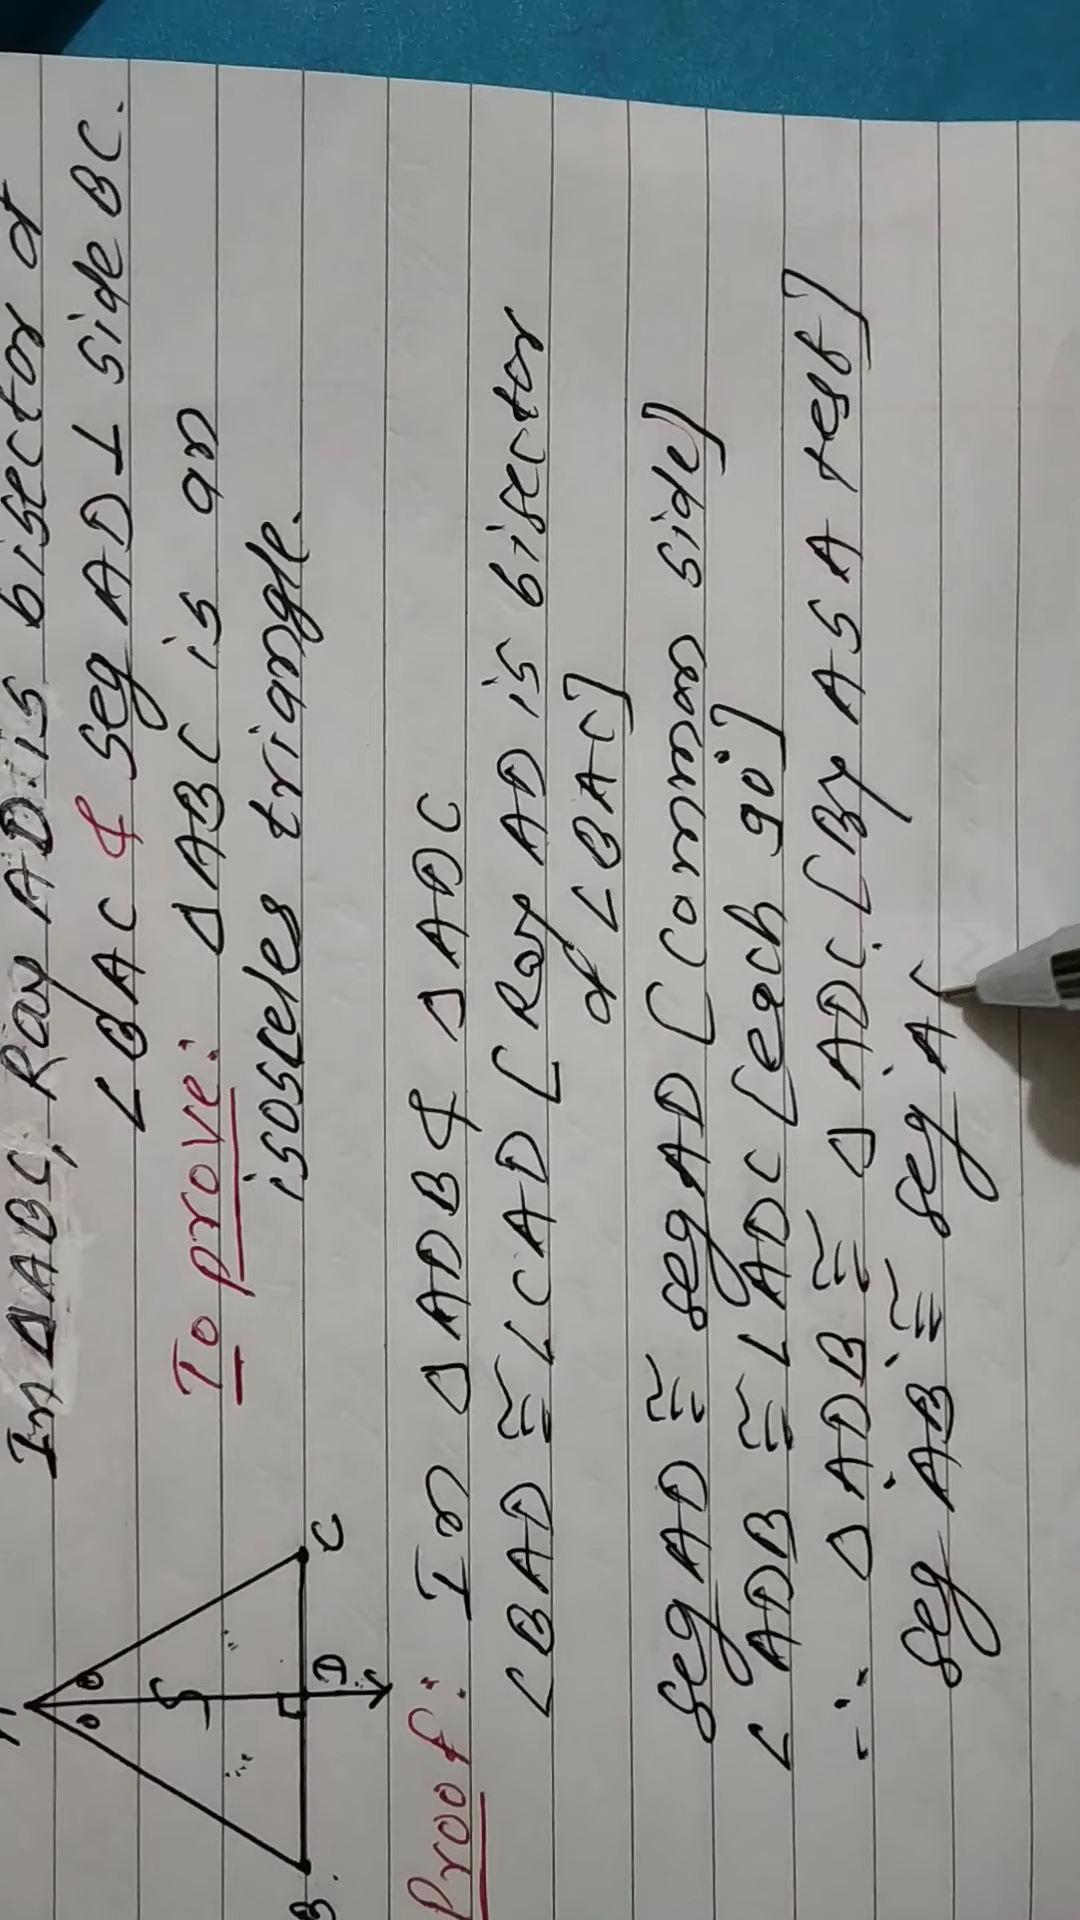 In ΔABC, Ray AD is bisector of
∠BAC & seg AD ⊥ side BC.
To prove: ΔABC is an
isosceles triangle.
A
B
D
C
Proof: In ΔADB & ΔADC
∠BAD ≅ ∠CAD [Ray AD is bisector
of ∠BAC]
seg AD ≅ seg AD [Common side]
∠ADB ≅ ∠ADC [each 90°]
∴ ΔADB ≅ ΔADC [By ASA test]
seg AB ≅ seg AC